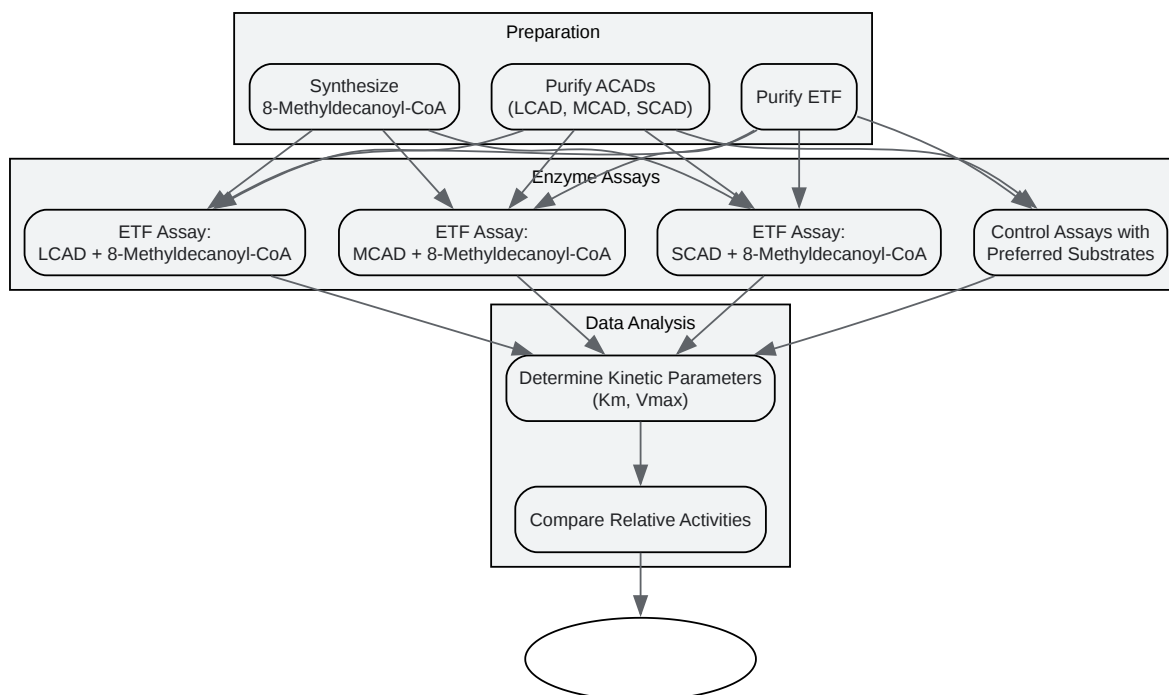 Preparation
Synthesize
8-Methyldecanoyl-CoA
Purify ACADs
(LCAD, MCAD, SCAD)
Purify ETF
Enzyme Assays
ETF Assay:
LCAD + 8-Methyldecanoyl-CoA
ETF Assay:
MCAD + 8-Methyldecanoyl-CoA
ETF Assay:
SCAD + 8-Methyldecanoyl-CoA
Control Assays with
Preferred Substrates
Data Analysis
Determine Kinetic Parameters
(Km, Vmax)
Compare Relative Activities